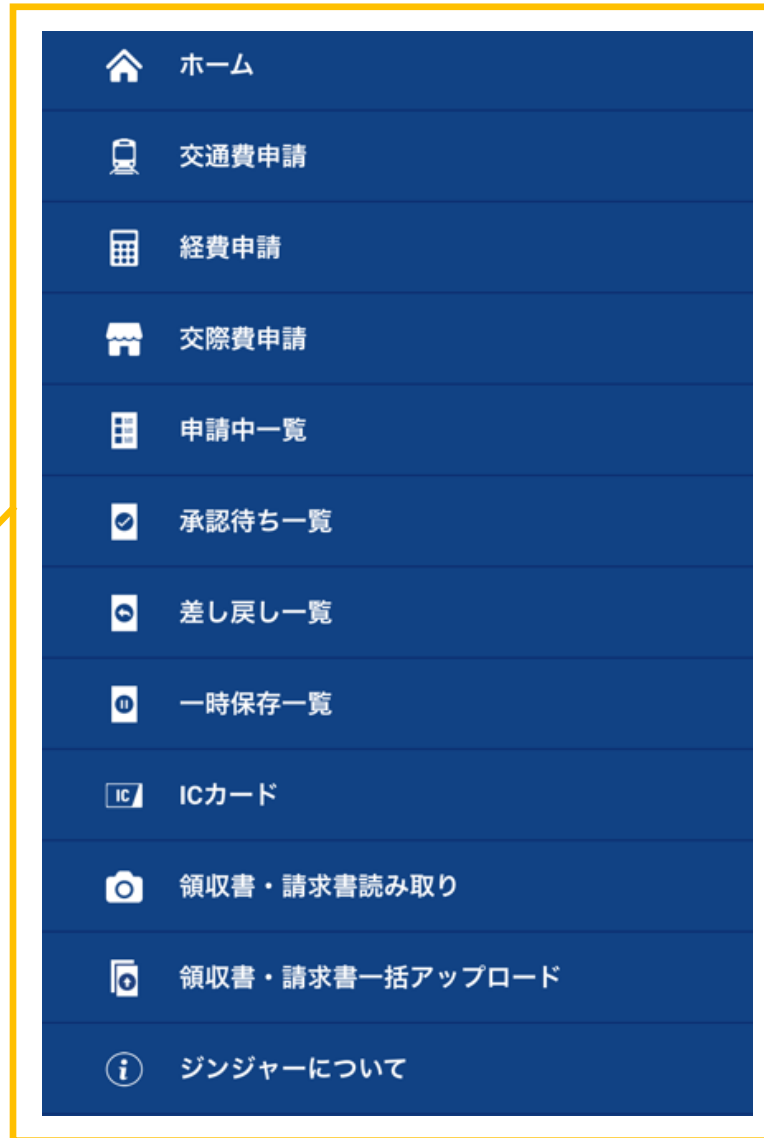 ホーム
交通費申請
経費申請
交際費申請
申請中一覧
承認待ち一覧
差し戻し一覧
一時保存一覧
IC ICカード
領収書・請求書読み取り
領収書・請求書一括アップロード
ジンジャーについて